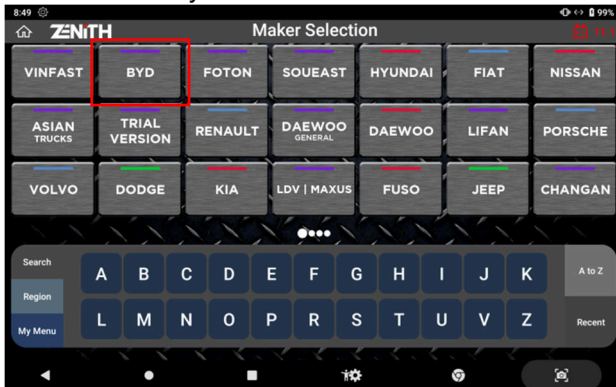 8:49
99%
ZENITH
Maker Selection
VINFAST
BYD
FOTON
SOUEAST
HYUNDAI
FIAT
NISSAN
ASIAN
TRUCKS
TRIAL
VERSION
RENAULT
DAEWOO
GENERAL
DAEWOO
LIFAN
PORSCHE
VOLVO
DODGE
KIA
LDV | MAXUS
FUSO
JEEP
CHANGAN
Search
Region
My Menu
A B C D E F G H I J K
L M N O P R S T U V Z
A to Z
Recent